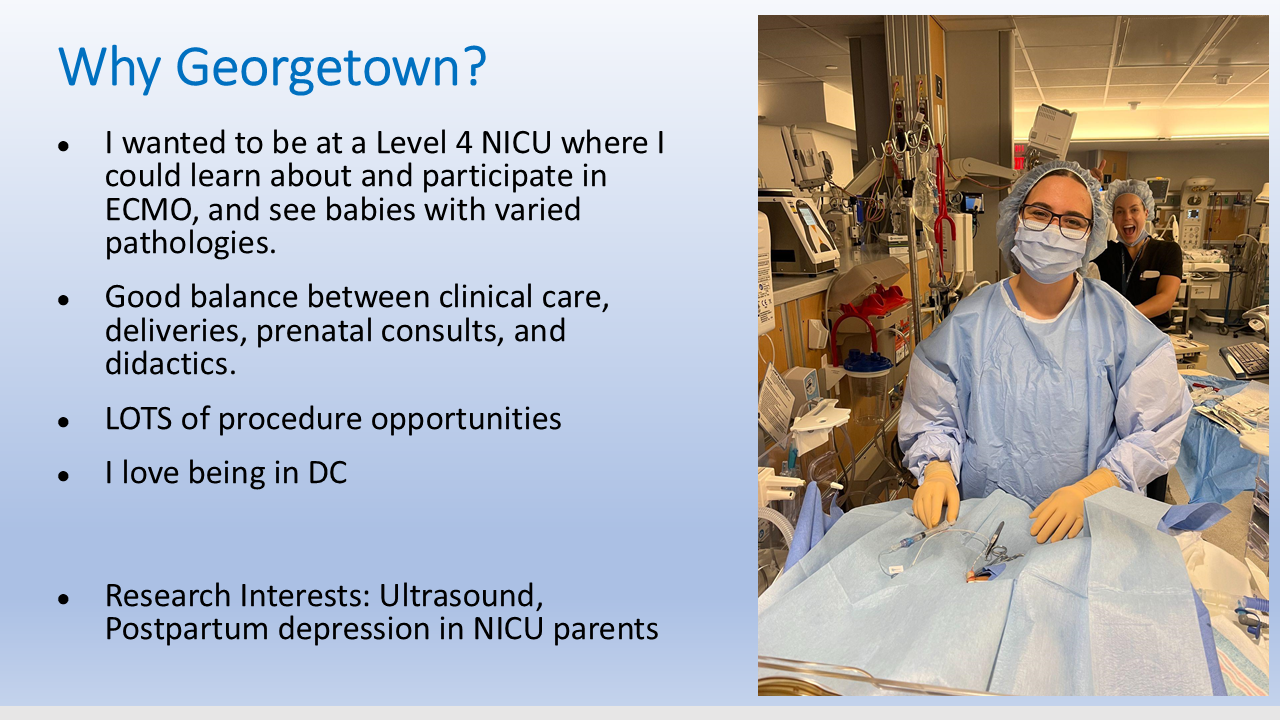 Why Georgetown?
• I wanted to be at a Level 4 NICU where I
could learn about and participate in
ECMO, and see babies with varied
pathologies.
• Good balance between clinical care,
deliveries, prenatal consults, and
didactics.
• LOTS of procedure opportunities
• I love being in DC
• Research Interests: Ultrasound,
Postpartum depression in NICU parents